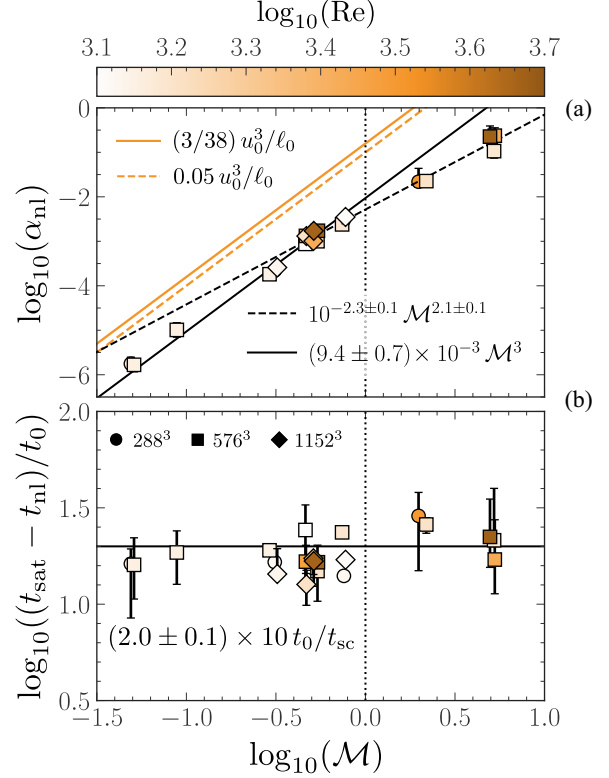 log₁₀(Re)
3.1 3.2 3.3 3.4 3.5 3.6 3.7
(a)
0
−2
−4
−6
log₁₀(α_nl)
(3/38) u₀³/ℓ₀
0.05 u₀³/ℓ₀
10^{−2.3±0.1} ℳ^{2.1±0.1}
(9.4 ± 0.7) × 10⁻³ ℳ³
(b)
2.0
1.5
1.0
0.5
log₁₀((t_sat − t_nl)/t₀)
288³ 576³ 1152³
(2.0 ± 0.1) × 10 t₀/t_sc
−1.5 −1.0 −0.5 0.0 0.5 1.0
log₁₀(ℳ)